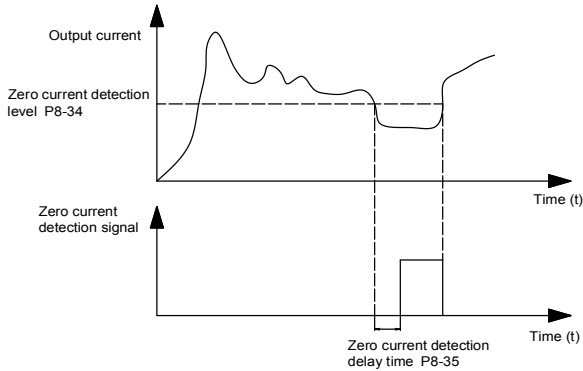 Output current
Zero current detection
level P8-34
Time (t)
Zero current
detection signal
Time (t)
Zero current detection
delay time P8-35